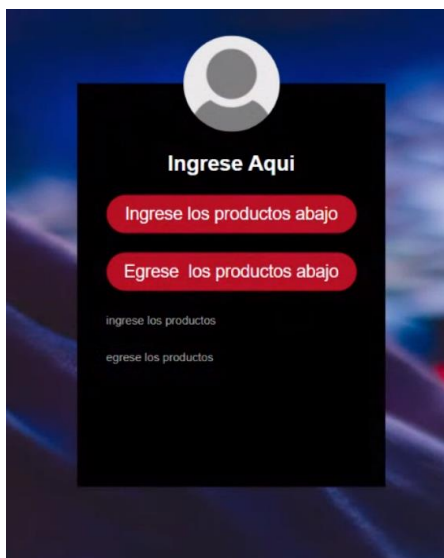 Ingrese Aqui
Ingrese los productos abajo
Egrese los productos abajo
ingrese los productos
egrese los productos